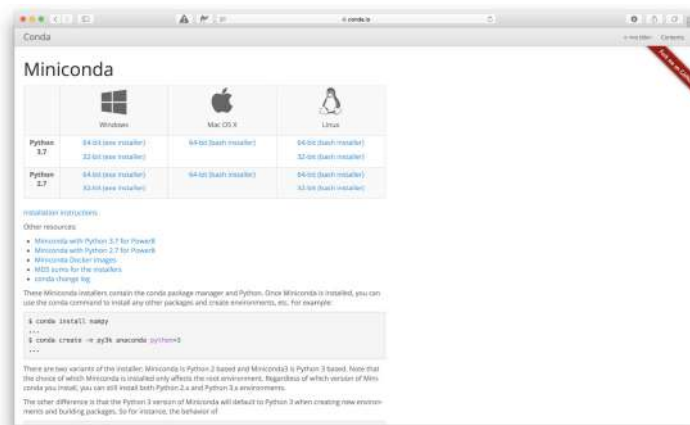 conda.io
Conda
Contents
Fork me on GitHub
Miniconda
Windows
Mac OS X
Linux
Python 3.7
64-bit (exe installer)
64-bit (bash installer)
64-bit (bash installer)
32-bit (exe installer)
32-bit (bash installer)
Python 2.7
64-bit (exe installer)
64-bit (bash installer)
64-bit (bash installer)
32-bit (exe installer)
32-bit (bash installer)
Installation instructions
Other resources:
Miniconda with Python 3.7 for Power8
Miniconda with Python 2.7 for Power8
Miniconda Docker images
MD5 sums for the installers
conda change log
These Miniconda installers contain the conda package manager and Python. Once Miniconda is installed, you can
use the conda command to install any other packages and create environments, etc. For example:
$ conda install numpy
...
$ conda create -n py3k anaconda python=3
...
There are two variants of the installer: Miniconda is Python 2 based and Miniconda3 is Python 3 based. Note that
the choice of which Miniconda is installed only affects the root environment. Regardless of which version of Mini-
conda you install, you can still install both Python 2.x and Python 3.x environments.
The other difference is that the Python 3 version of Miniconda will default to Python 3 when creating new environ-
ments and building packages. So for instance, the behavior of